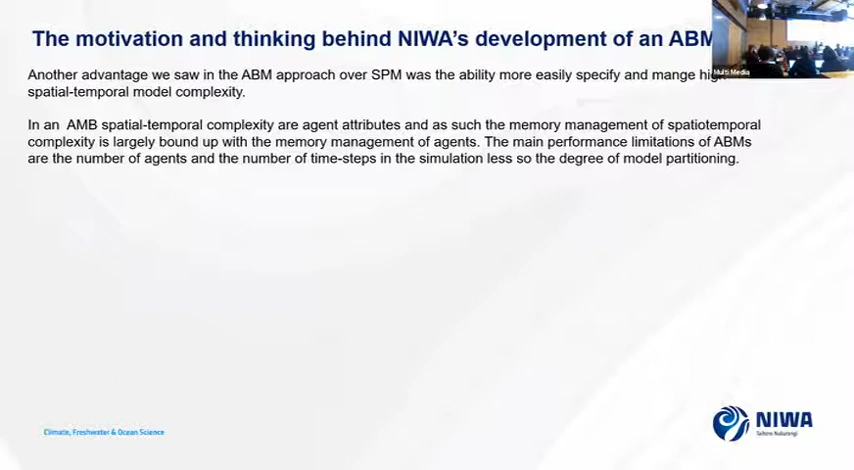 The motivation and thinking behind NIWA's development of an ABM
Multi Media
Another advantage we saw in the ABM approach over SPM was the ability more easily specify and mange
spatial-temporal model complexity.
In an AMB spatial-temporal complexity are agent attributes and as such the memory management of spatiotemporal
complexity is largely bound up with the memory management of agents. The main performance limitations of ABMs
are the number of agents and the number of time-steps in the simulation less so the degree of model partitioning.
Climate, Freshwater & Ocean Science
NIWA
Taihoro Nukurangi